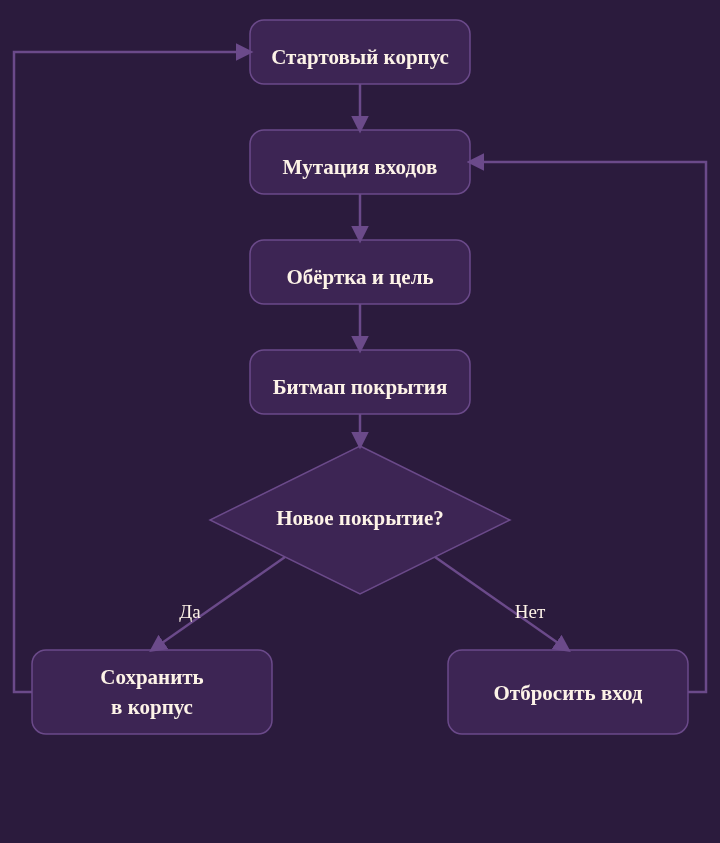 Стартовый корпус
Мутация входов
Обёртка и цель
Битмап покрытия
Новое покрытие?
Да
Нет
Сохранить
в корпус
Отбросить вход